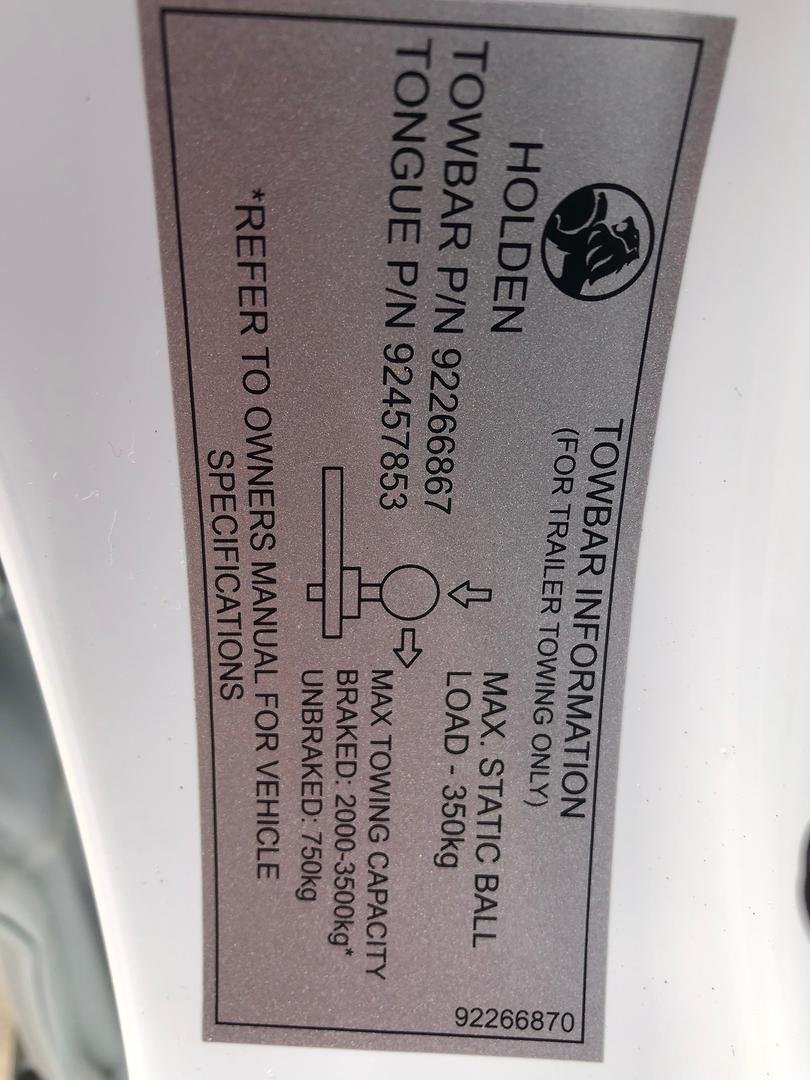 TOWBAR INFORMATION
(FOR TRAILER TOWING ONLY)
HOLDEN
TOWBAR P/N 92266867
TONGUE P/N 92457853
MAX. STATIC BALL
LOAD - 350kg
MAX TOWING CAPACITY
BRAKED: 2000-3500kg*
UNBRAKED: 750kg
*REFER TO OWNERS MANUAL FOR VEHICLE
SPECIFICATIONS
92266870